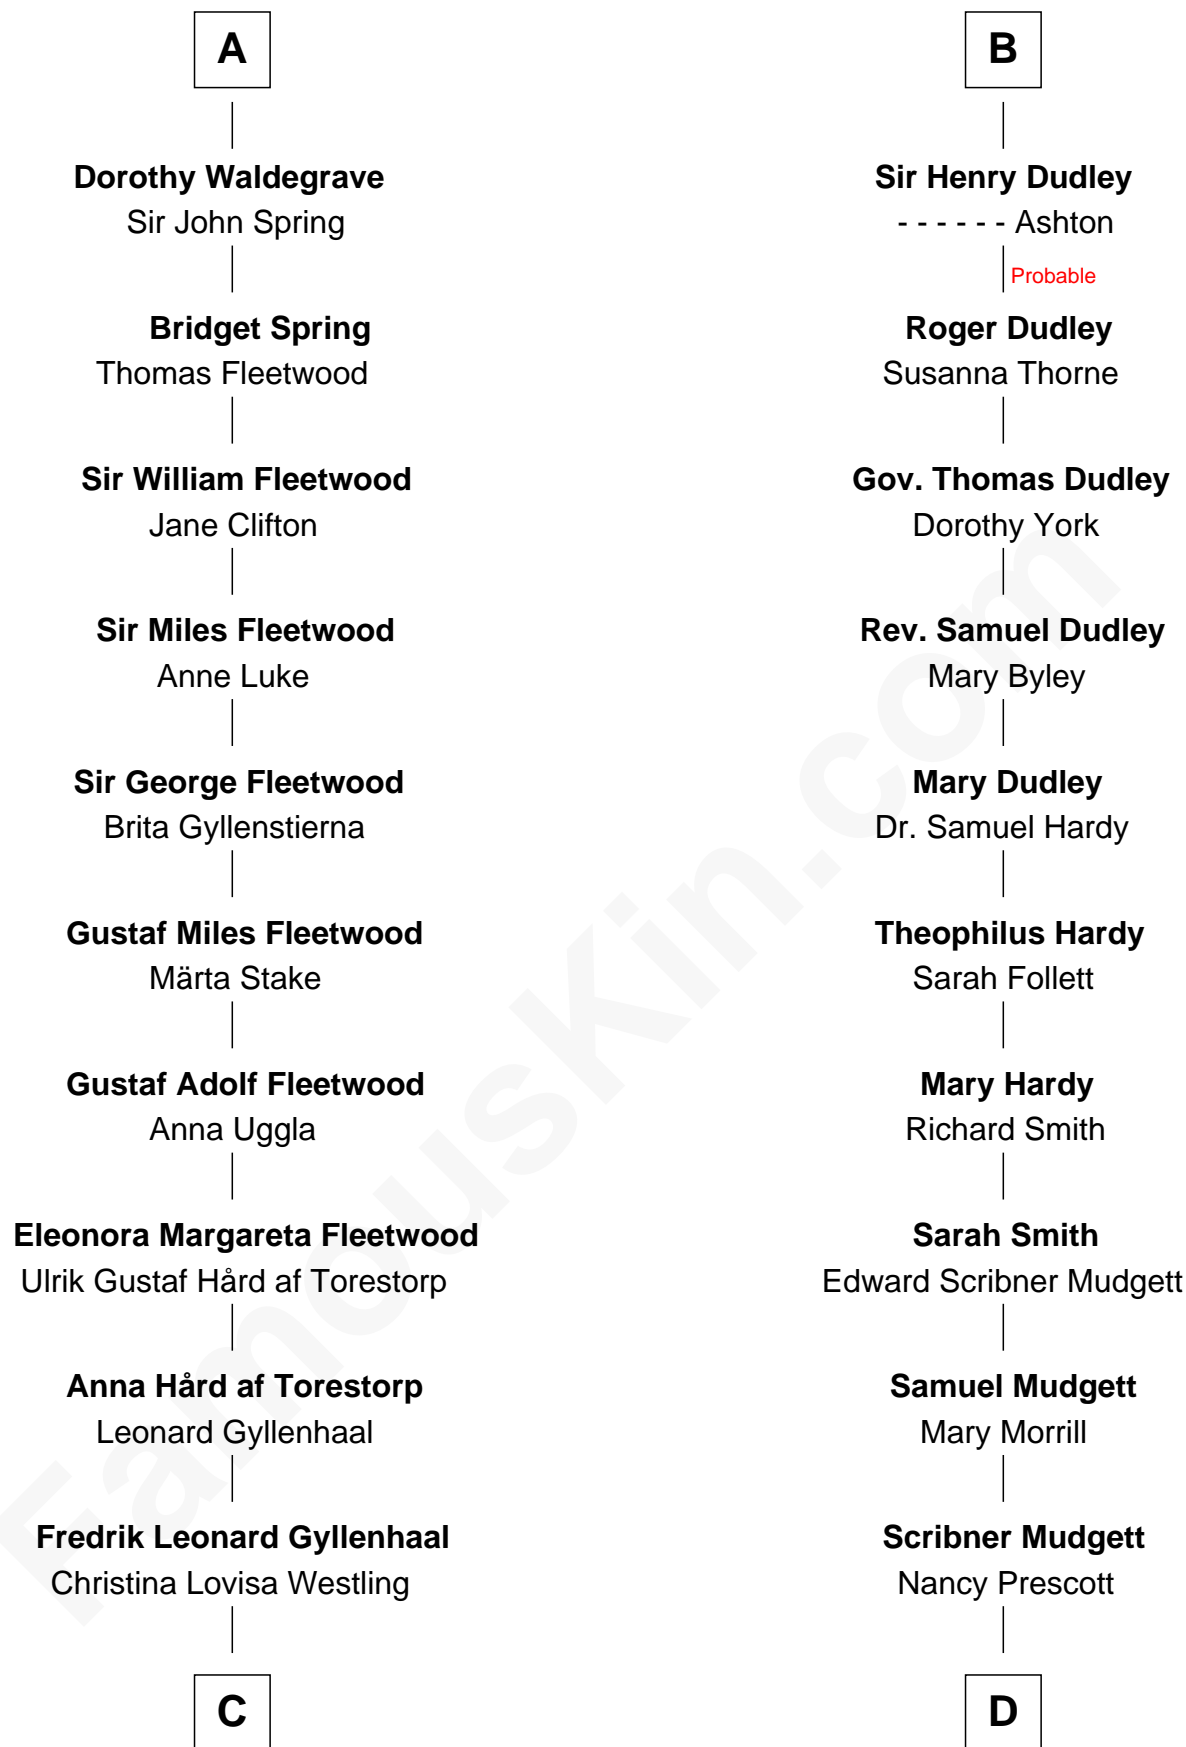 A
Dorothy Waldegrave
Sir John Spring
Bridget Spring
Thomas Fleetwood
Sir William Fleetwood
Jane Clifton
Sir Miles Fleetwood
Anne Luke
Sir George Fleetwood
Brita Gyllenstierna
Gustaf Miles Fleetwood
Märta Stake
Gustaf Adolf Fleetwood
Anna Uggla
Eleonora Margareta Fleetwood
Ulrik Gustaf Hård af Torestorp
Anna Hård af Torestorp
Leonard Gyllenhaal
Fredrik Leonard Gyllenhaal
Christina Lovisa Westling
C
B
Sir Henry Dudley
- - - - - - Ashton
Probable
Roger Dudley
Susanna Thorne
Gov. Thomas Dudley
Dorothy York
Rev. Samuel Dudley
Mary Byley
Mary Dudley
Dr. Samuel Hardy
Theophilus Hardy
Sarah Follett
Mary Hardy
Richard Smith
Sarah Smith
Edward Scribner Mudgett
Samuel Mudgett
Mary Morrill
Scribner Mudgett
Nancy Prescott
D
FamousKin.com